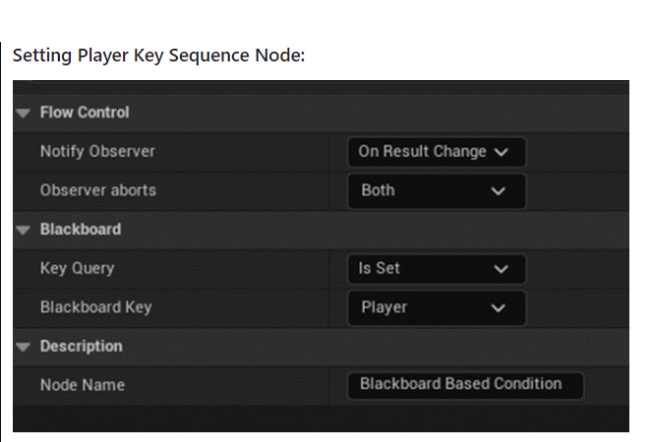 Setting Player Key Sequence Node:
Flow Control
Notify Observer On Result Change
Observer aborts Both
Blackboard
Key Query Is Set
Blackboard Key Player
Description
Node Name Blackboard Based Condition